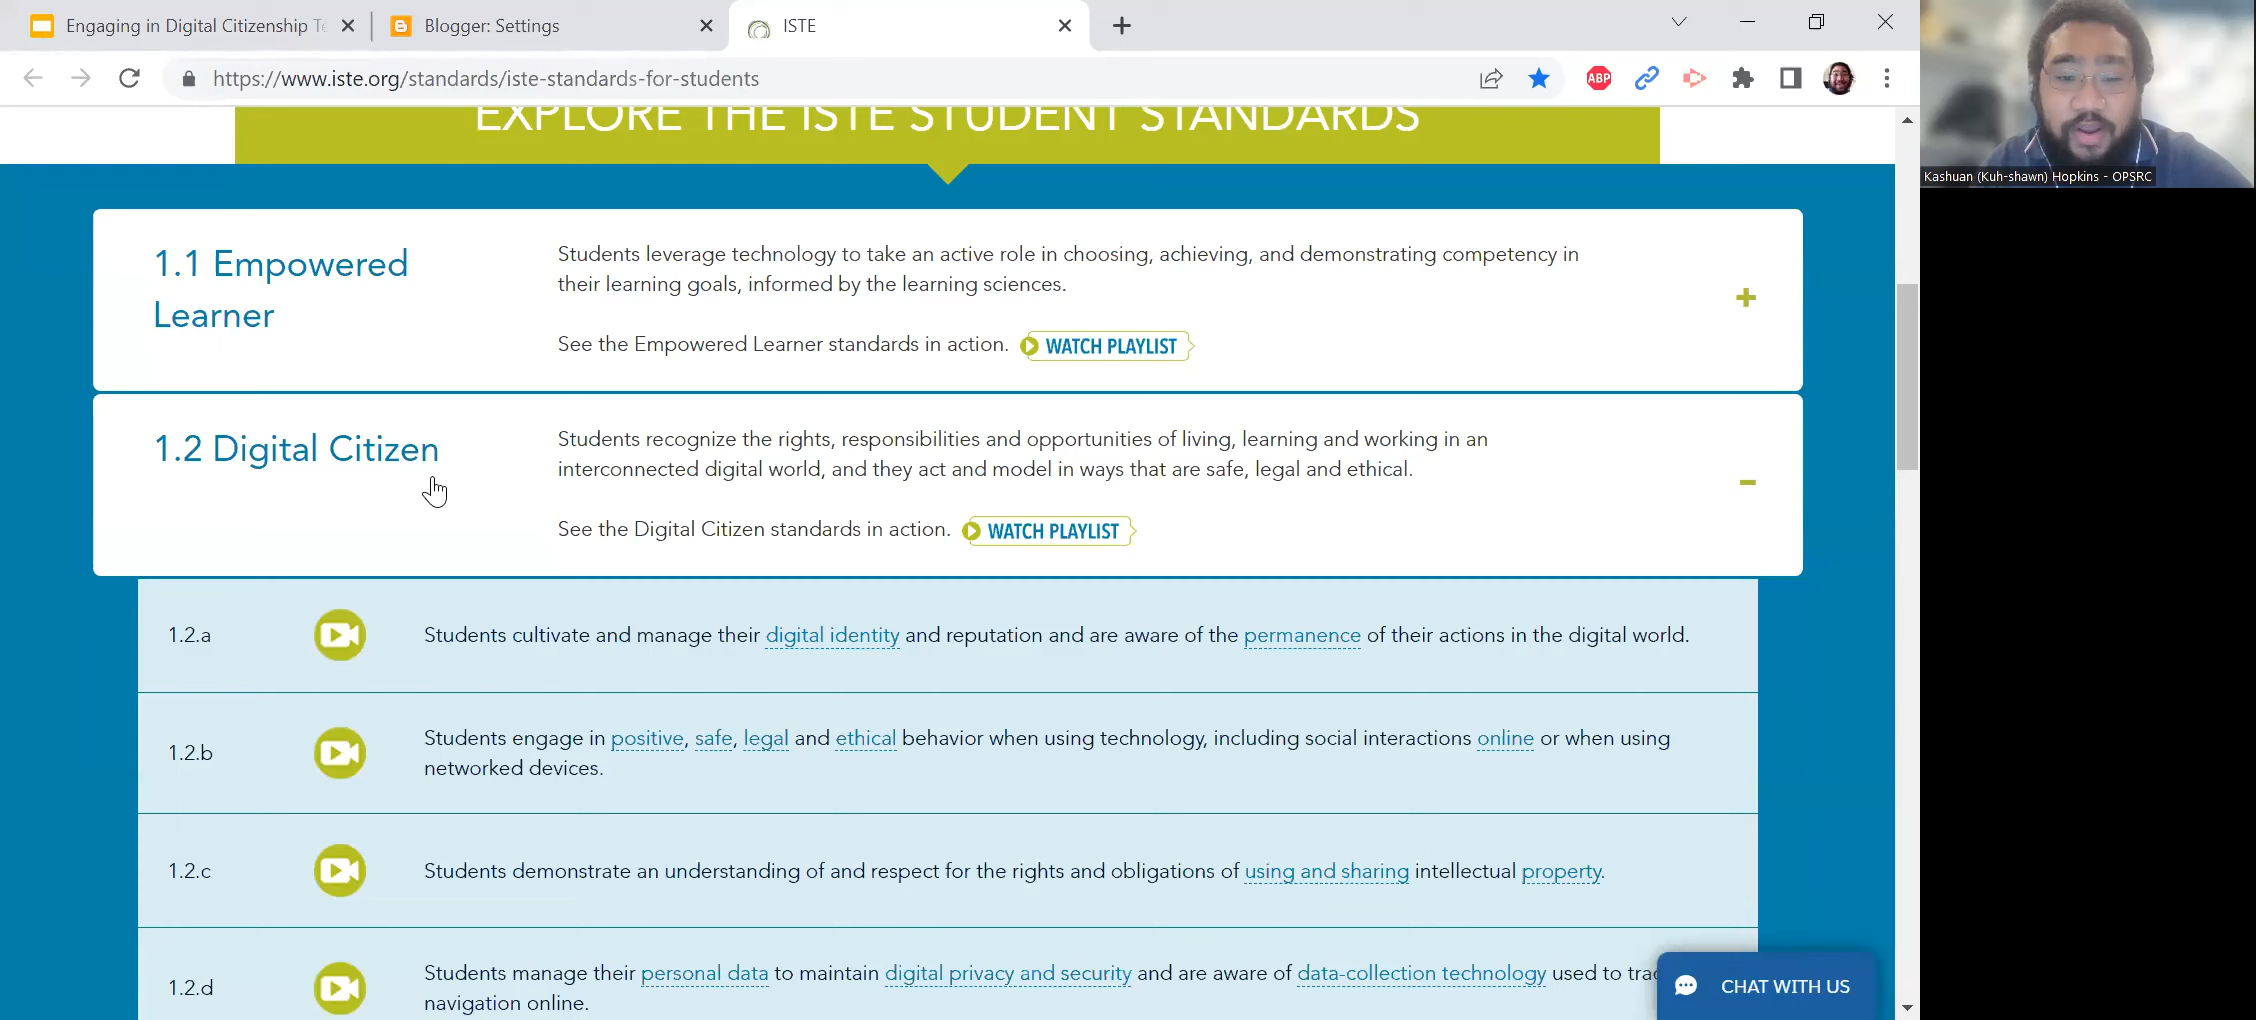 Engaging in Digital Citizenship Te
Blogger: Settings
ISTE
https://www.iste.org/standards/iste-standards-for-students
ABP
Kashuan (Kuh-shawn) Hopkins - OPSRC
EXPLORE THE ISTE STUDENT STANDARDS
1.1 Empowered
Learner
Students leverage technology to take an active role in choosing, achieving, and demonstrating competency in
their learning goals, informed by the learning sciences.
See the Empowered Learner standards in action. WATCH PLAYLIST
1.2 Digital Citizen
Students recognize the rights, responsibilities and opportunities of living, learning and working in an
interconnected digital world, and they act and model in ways that are safe, legal and ethical.
See the Digital Citizen standards in action. WATCH PLAYLIST
1.2.a Students cultivate and manage their digital identity and reputation and are aware of the permanence of their actions in the digital world.
1.2.b Students engage in positive, safe, legal and ethical behavior when using technology, including social interactions online or when using
networked devices.
1.2.c Students demonstrate an understanding of and respect for the rights and obligations of using and sharing intellectual property.
1.2.d Students manage their personal data to maintain digital privacy and security and are aware of data-collection technology used to trac
navigation online.
CHAT WITH US